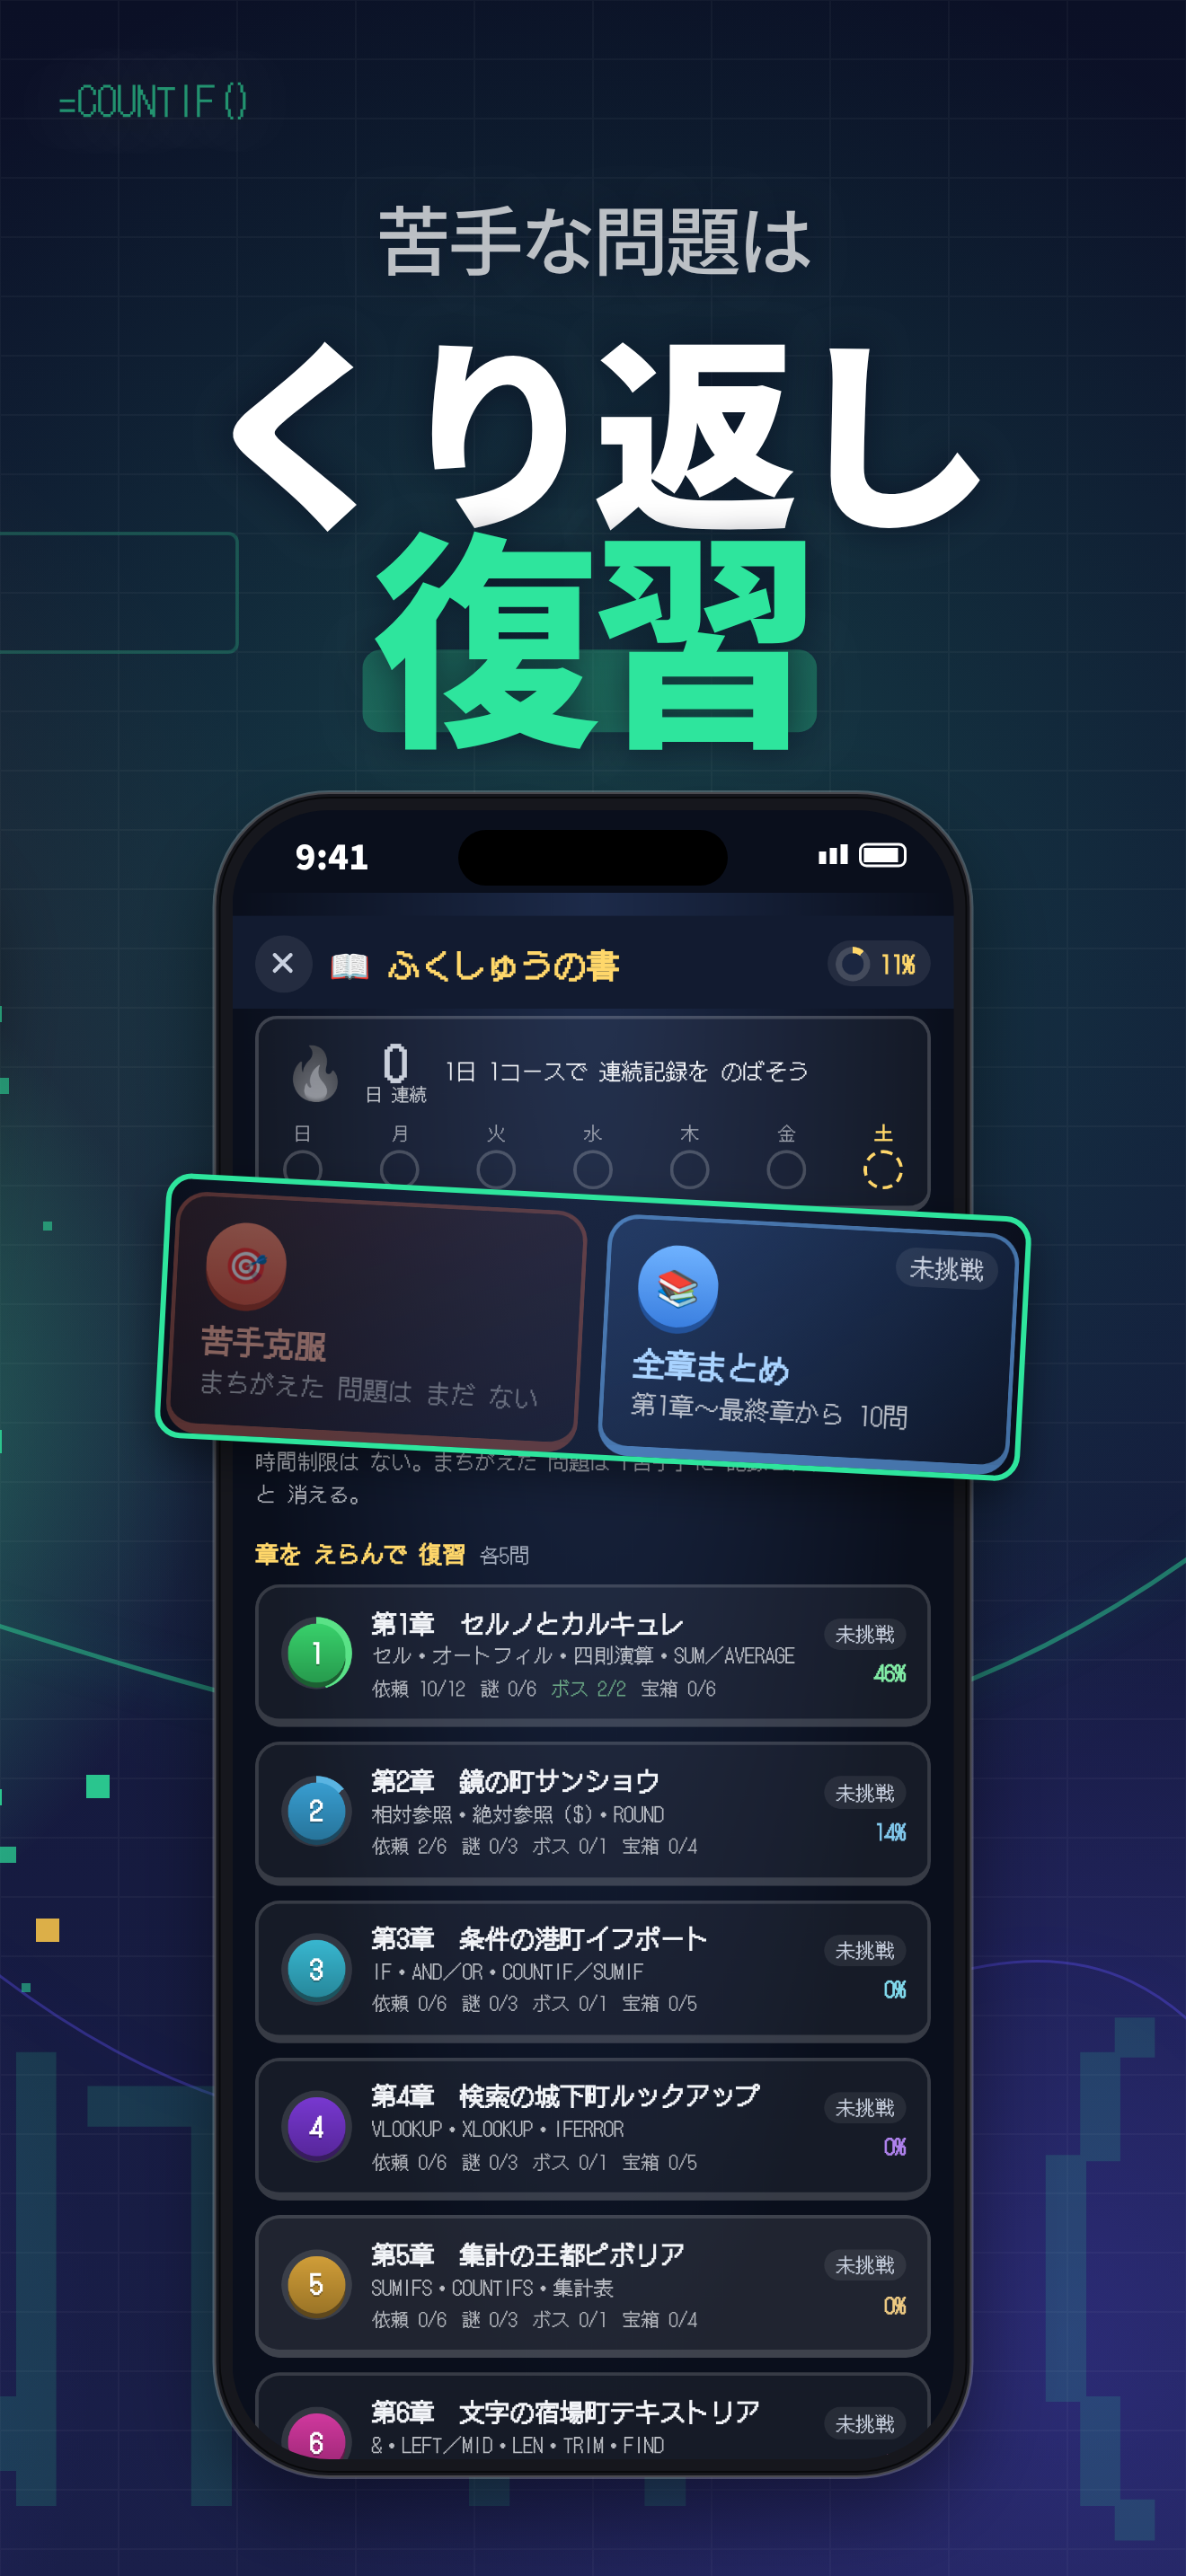 =COUNTIF()
苦手な問題は
くり返し
復習
9:41
ふくしゅうの書
11%
0
日 連続
1日 1コースで 連続記録を のばそう
日 月 火 水 木 金 土
苦手克服
まちがえた 問題は まだ ない
未挑戦
全章まとめ
第1章〜最終章から 10問
時間制限は ない。まちがえた 問題は
と 消える。
章を えらんで 復習 各5問
1
第1章 セルノとカルキュレ
セル・オートフィル・四則演算・SUM／AVERAGE
依頼 10/12 謎 0/6 ボス 2/2 宝箱 0/6
未挑戦
46%
2
第2章 鏡の町サンショウ
相対参照・絶対参照($)・ROUND
依頼 2/6 謎 0/3 ボス 0/1 宝箱 0/4
未挑戦
14%
3
第3章 条件の港町イフポート
IF・AND／OR・COUNTIF／SUMIF
依頼 0/6 謎 0/3 ボス 0/1 宝箱 0/5
未挑戦
0%
4
第4章 検索の城下町ルックアップ
VLOOKUP・XLOOKUP・IFERROR
依頼 0/6 謎 0/3 ボス 0/1 宝箱 0/5
未挑戦
0%
5
第5章 集計の王都ピボリア
SUMIFS・COUNTIFS・集計表
依頼 0/6 謎 0/3 ボス 0/1 宝箱 0/4
未挑戦
0%
6
第6章 文字の宿場町テキストリア
&・LEFT／MID・LEN・TRIM・FIND
未挑戦